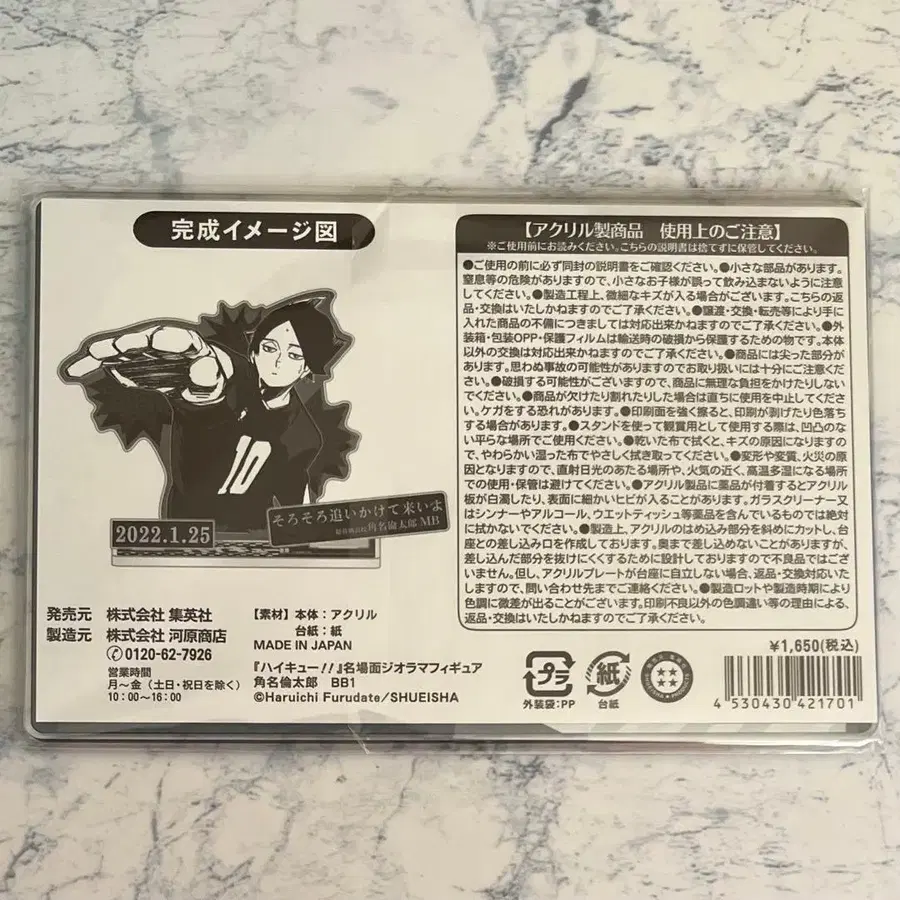 完成イメージ図
10
2022.1.25
そろそろ追いかけて来いよ
稲荷崎高校 角名倫太郎 MB
発売元 株式会社 集英社
製造元 株式会社 河原商店
0120-62-7926
営業時間
月〜金(土日・祝日を除く)
10:00〜16:00
【素材】本体:アクリル
台紙:紙
MADE IN JAPAN
『ハイキュー!!』名場面ジオラマフィギュア
角名倫太郎 BB1
©Haruichi Furudate/SHUEISHA
【アクリル製商品 使用上のご注意】
※ご使用前にお読みください。こちらの説明書は捨てずに保管してください。
●ご使用の前に必ず同封の説明書をご確認ください。●小さな部品があります。
窒息等の危険がありますので、小さなお子様が誤って飲み込まないように注意
してください。●製造工程上、微細なキズが入る場合がございます。こちらの返
品・交換はいたしかねますのでご了承ください。●譲渡・交換・転売等により手に
入れた商品の不備につきましては対応出来かねますのでご了承ください。●外
装箱・包装OPP・保護フィルムは輸送時の破損から保護するための物です。本体
以外の交換は対応出来かねますのでご了承ください。●商品には尖った部分が
あります。思わぬ事故の可能性がありますのでお取り扱いには十分にご注意くださ
い。●破損する可能性がございますので、商品に無理な負担をかけたりしない
でください。●商品が欠けたり割れたりした場合は直ちに使用を中止してくださ
い。ケガをする恐れがあります。●印刷面を強く擦ると、印刷が剥げたり色落ち
する場合があります。●スタンドを使って観賞用として使用する際は、凹凸のな
い平らな場所でご使用ください。●乾いた布で拭くと、キズの原因になりますの
で、やわらかい湿った布でやさしく拭き取ってください。●変形や変質、火災の原
因となりますので、直射日光のあたる場所や、火気の近く、高温多湿になる場所
での使用・保管は避けてください。●アクリル製品に薬品が付着するとアクリル
板が白濁したり、表面に細かいヒビが入ることがあります。ガラスクリーナー又
はシンナーやアルコール、ウエットティッシュ等薬品を含んでいるものでは絶対
に拭かないでください。●製造上、アクリルのはめ込み部分を斜めにカットし、台
座との差し込み口を作成しております。奥まで差し込めないことがありますが、
差し込んだ部分を抜けにくくするために設計しておりますので不良品ではござ
いません。但し、アクリルプレートが台座に自立しない場合、返品・交換対応いた
しますので、問い合わせ先までご連絡ください。●製造ロットや製造時期により
色調に微差が出ることがございます。印刷不良以外の色調違い等の理由による、
返品・交換はいたしかねますのでご了承ください。
¥1,650(税込)
プラ
外装袋:PP
紙
台紙
SHUEISHA PRODUCTS
4 530430 421701